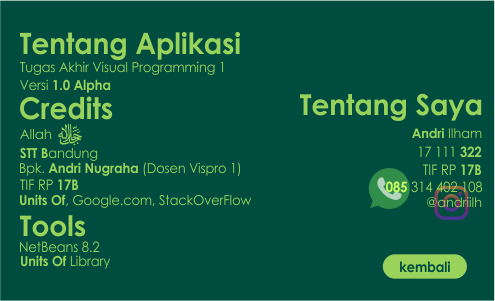 Tentang Aplikasi
Tugas Akhir Visual Programming 1
Versi 1.0 Alpha
Credits
Allah ﷻ
STT Bandung
Bpk. Andri Nugraha (Dosen Vispro 1)
TIF RP 17B
Units Of, Google.com, StackOverFlow
Tools
NetBeans 8.2
Units Of Library
Tentang Saya
Andri Ilham
17 111 322
TIF RP 17B
085 314 402 108
@andriilh
kembali